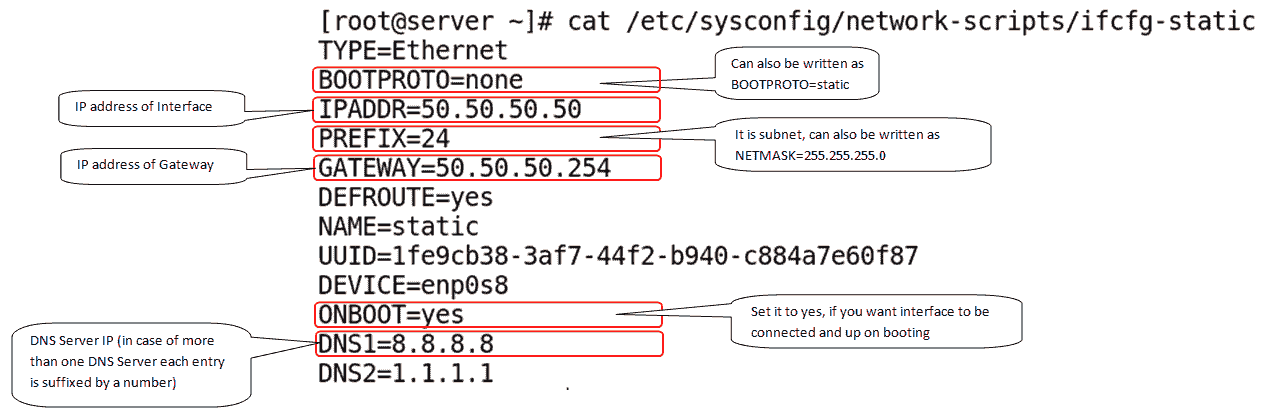 [root@server ~]# cat /etc/sysconfig/network-scripts/ifcfg-static
TYPE=Ethernet
BOOTPROTO=none
Can also be written as
BOOTPROTO=static
IP address of Interface
IPADDR=50.50.50.50
PREFIX=24
It is subnet, can also be written as
NETMASK=255.255.255.0
IP address of Gateway
GATEWAY=50.50.50.254
DEFROUTE=yes
NAME=static
UUID=1fe9cb38-3af7-44f2-b940-c884a7e60f87
DEVICE=enp0s8
ONBOOT=yes
Set it to yes, if you want interface to be
connected and up on booting
DNS Server IP (in case of more
than one DNS Server each entry
is suffixed by a number)
DNS1=8.8.8.8
DNS2=1.1.1.1